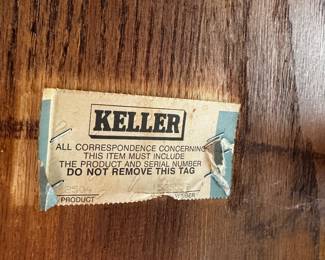 KELLER
ALL CORRESPONDENCE CONCERNING
THIS ITEM MUST INCLUDE
THE PRODUCT AND SERIAL NUMBER
DO NOT REMOVE THIS TAG
PRODUCT